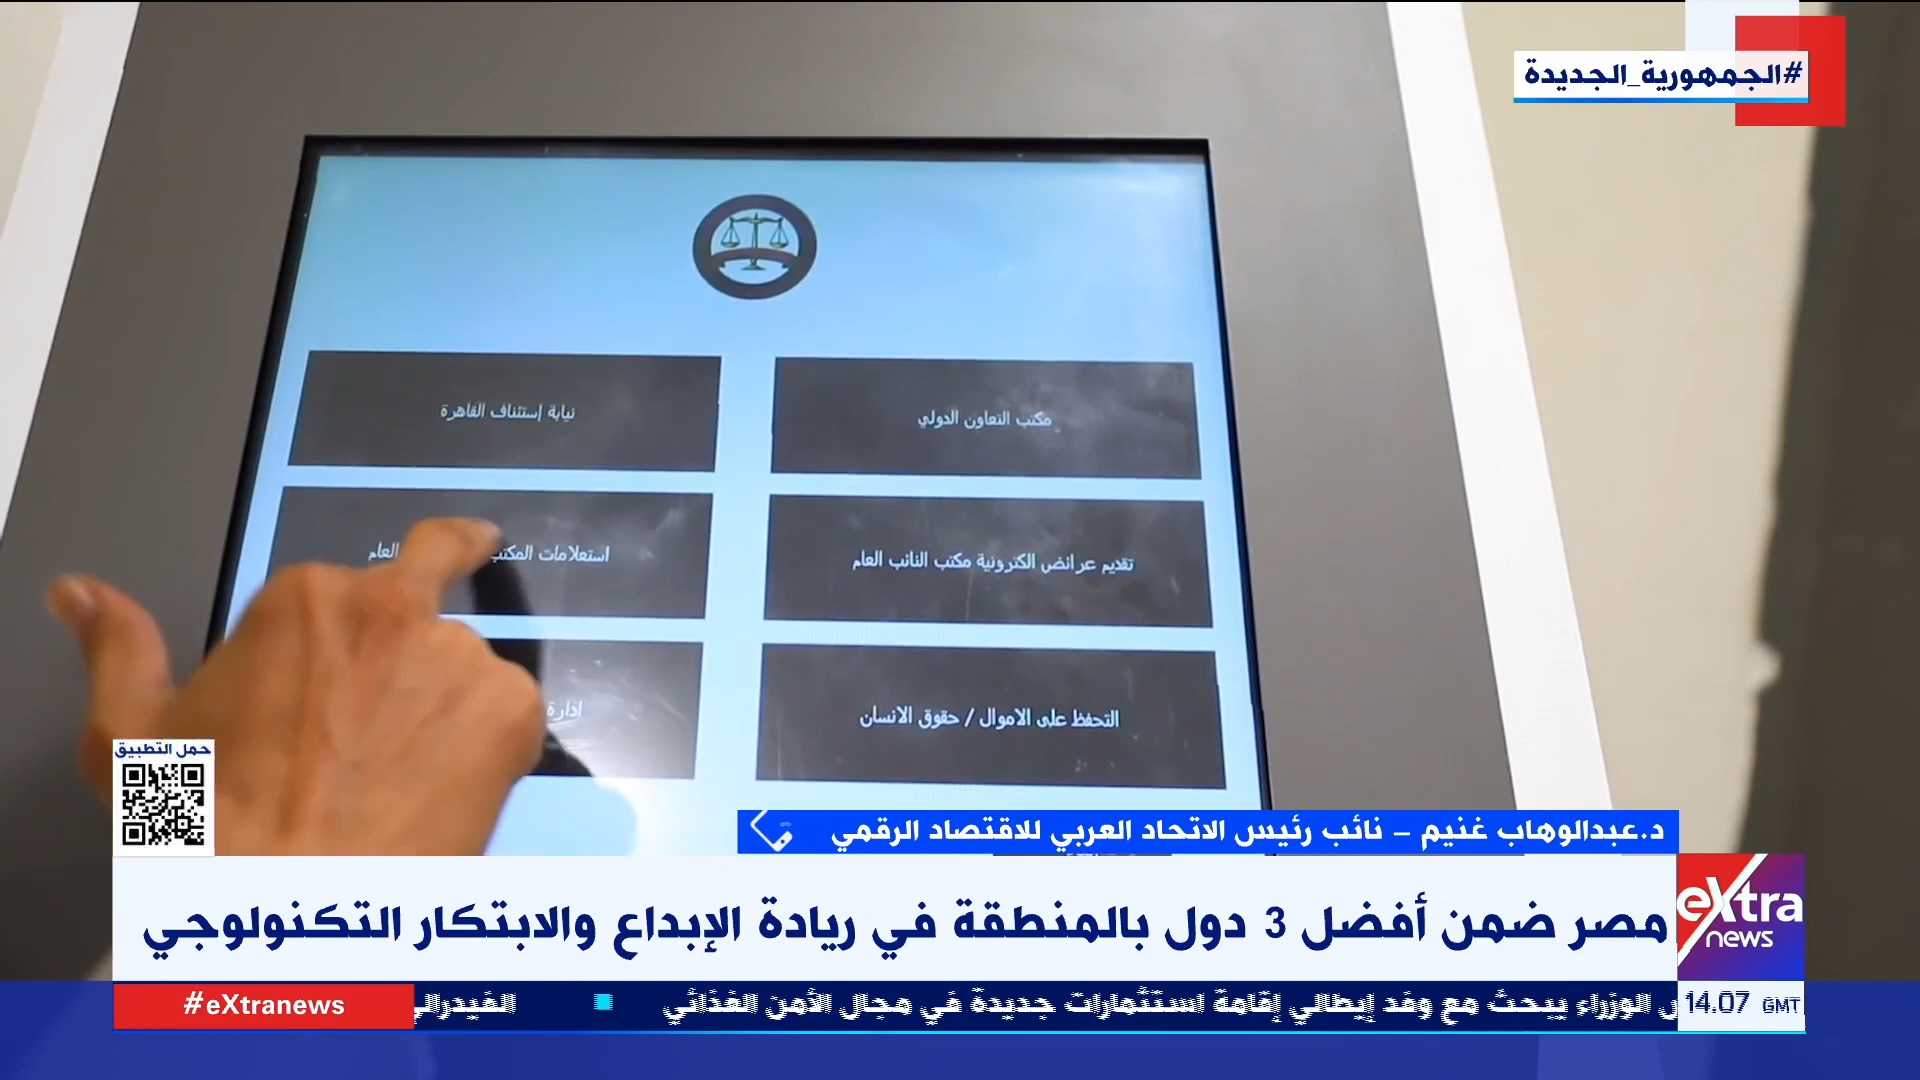 #الجمهورية_الجديدة
مكتب التعاون الدولي
نيابة إستئناف القاهرة
تقديم عرائض الكترونية مكتب النائب العام
استعلامات المكتب
العام
التحفظ على الاموال / حقوق الانسان
ادارة
حمل التطبيق
د.عبدالوهاب غنيم – نائب رئيس الاتحاد العربي للاقتصاد الرقمي
مصر ضمن أفضل 3 دول بالمنطقة في ريادة الإبداع والابتكار التكنولوجي
eXtra
news
14.07 GMT
الوزراء يبحث مع وفد إيطالي إقامة استثمارات جديدة في مجال الأمن الغذائي
#eXtranews